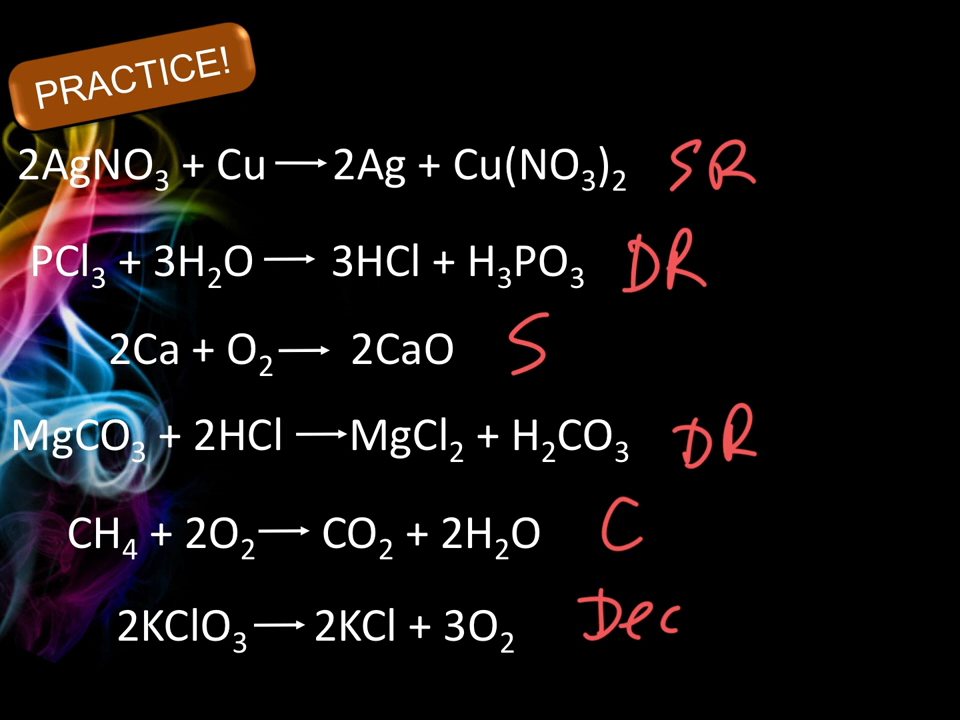 PRACTICE!
2AgNO₃ + Cu ⟶ 2Ag + Cu(NO₃)₂ SR
PCl₃ + 3H₂O ⟶ 3HCl + H₃PO₃ DR
2Ca + O₂ ⟶ 2CaO S
MgCO₃ + 2HCl ⟶ MgCl₂ + H₂CO₃ DR
CH₄ + 2O₂ ⟶ CO₂ + 2H₂O C
2KClO₃ ⟶ 2KCl + 3O₂ Dec